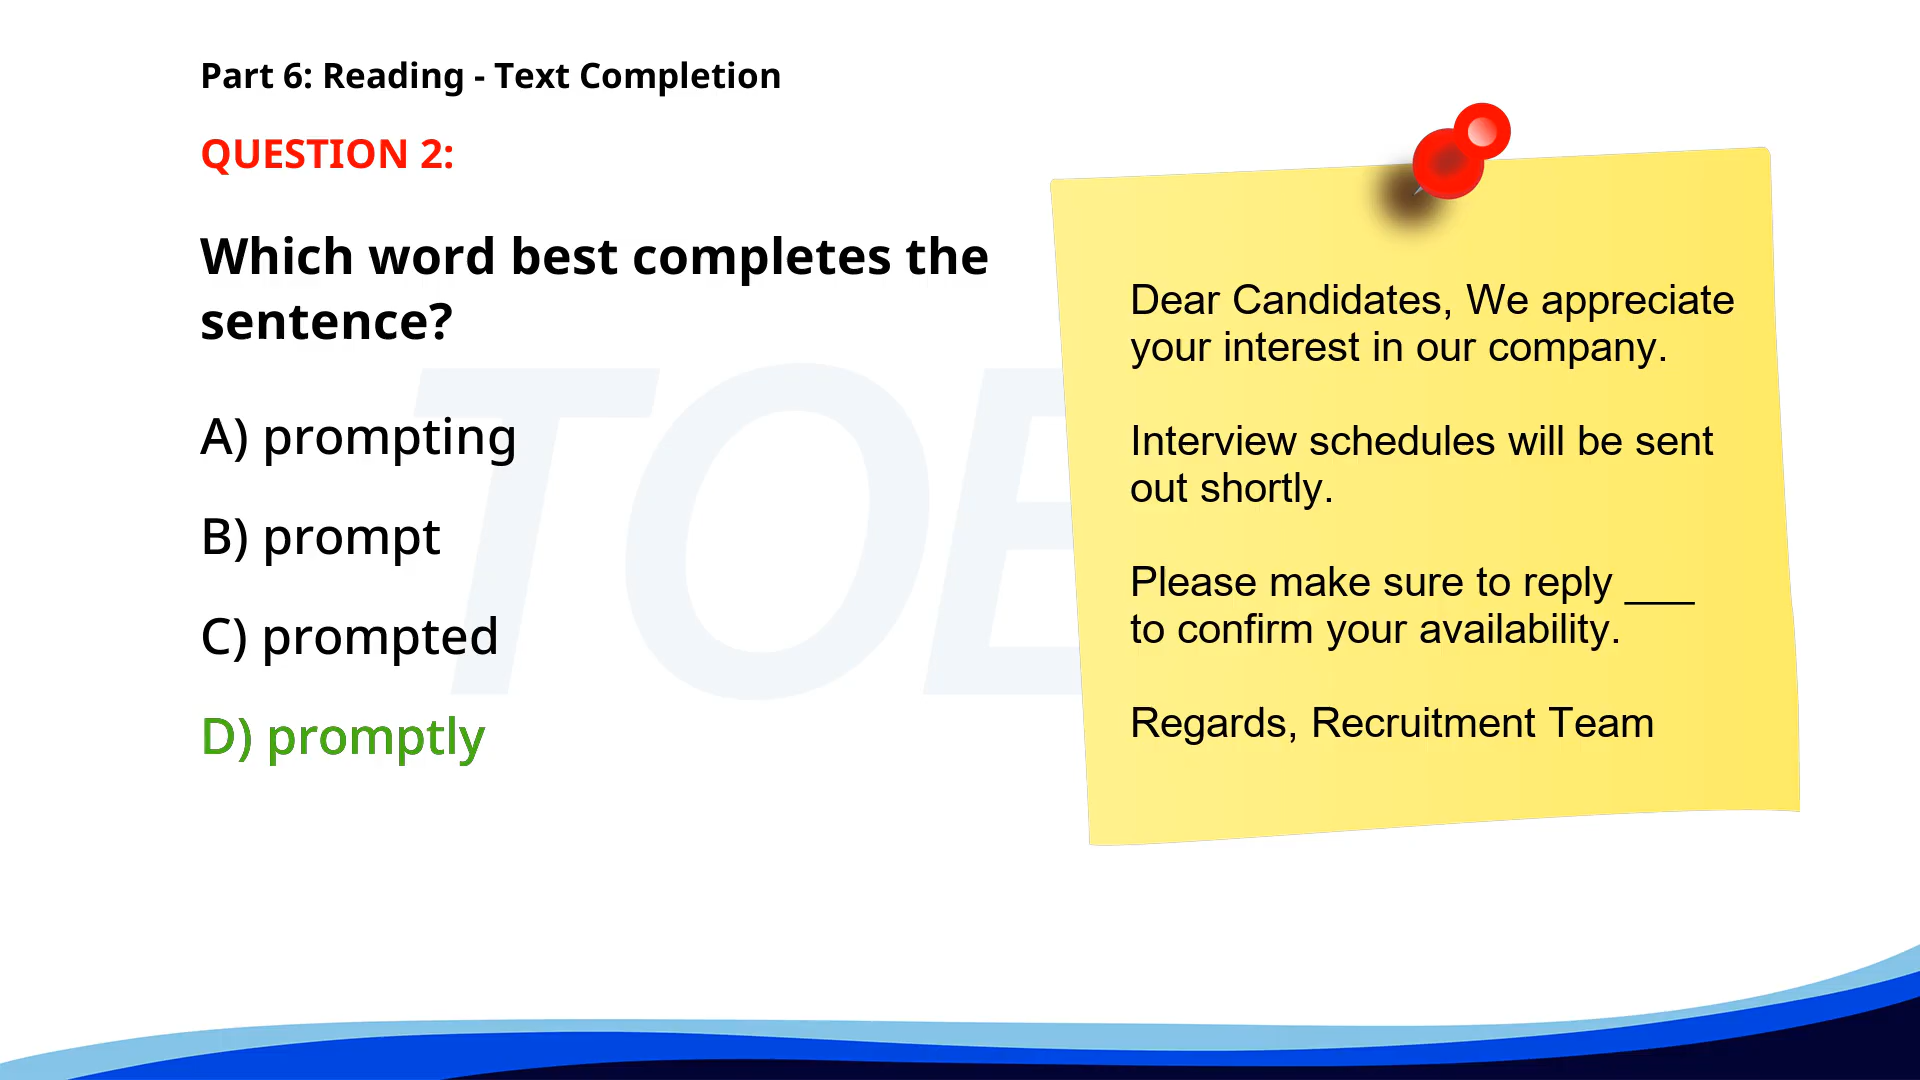 Part 6: Reading - Text Completion
QUESTION 2:
Which word best completes the
sentence?
A) prompting
B) prompt
C) prompted
D) promptly
Dear Candidates, We appreciate
your interest in our company.
Interview schedules will be sent
out shortly.
Please make sure to reply ___
to confirm your availability.
Regards, Recruitment Team
TOE